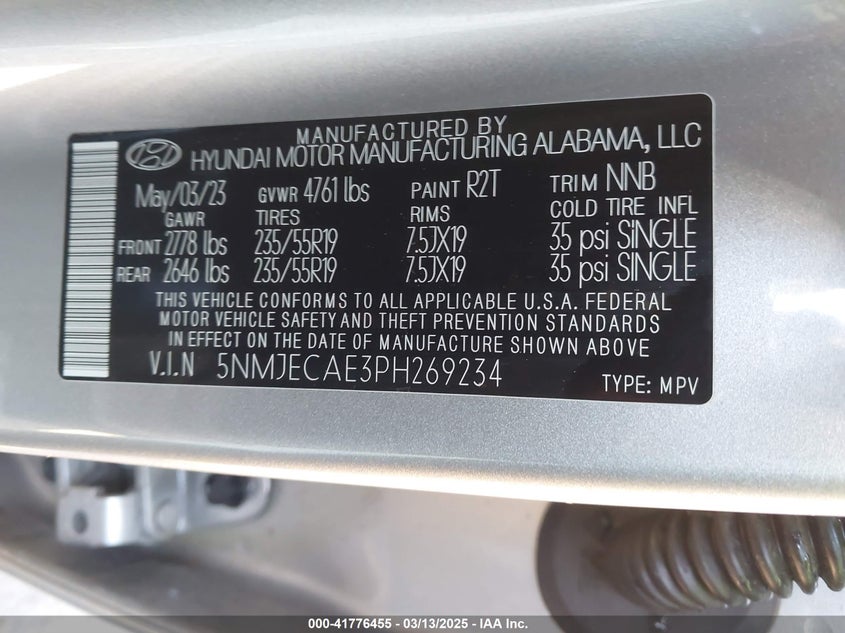 MANUFACTURED BY
HYUNDAI MOTOR MANUFACTURING ALABAMA, LLC
May/03/23 GVWR 4761 lbs PAINT R2T TRIM NNB
GAWR TIRES RIMS COLD TIRE INFL
FRONT 2778 lbs 235/55R19 7.5JX19 35 psi SiNGLE
REAR 2646 lbs 235/55R19 7.5JX19 35 psi SiNGLE
THIS VEHICLE CONFORMS TO ALL APPLICABLE U.S.A. FEDERAL
MOTOR VEHICLE SAFETY AND THEFT PREVENTION STANDARDS
IN EFFECT ON THE DATE OF MANUFACTURE SHOWN ABOVE
V.I.N 5NMJECAE3PH269234
TYPE: MPV
000-41776455 — 03/13/2025 — IAA Inc.